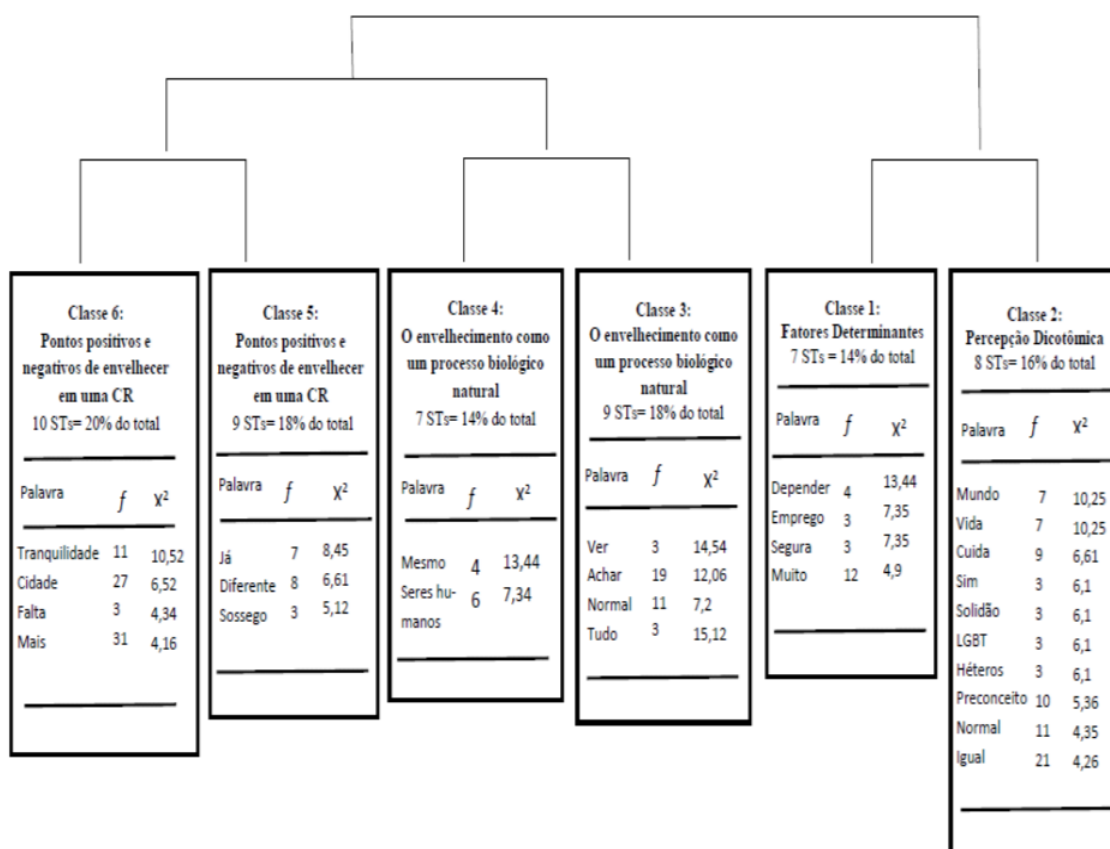 Classe 6:
Pontos positivos e
negativos de envelhecer
em uma CR
10 STs= 20% do total
Palavra f X²
Tranquilidade 11 10,52
Cidade 27 6,52
Falta 3 4,34
Mais 31 4,16
Classe 5:
Pontos positivos e
negativos de envelhecer
em uma CR
9 STs= 18% do total
Palavra f X²
Já 7 8,45
Diferente 8 6,61
Sossego 3 5,12
Classe 4:
O envelhecimento como
um processo biológico
natural
7 STs= 14% do total
Palavra f X²
Mesmo 4 13,44
Seres hu- 6 7,34
manos
Classe 3:
O envelhecimento como
um processo biológico
natural
9 STs= 18% do total
Palavra f X²
Ver 3 14,54
Achar 19 12,06
Normal 11 7,2
Tudo 3 15,12
Classe 1:
Fatores Determinantes
7 STs = 14% do total
Palavra f X²
Depender 4 13,44
Emprego 3 7,35
Segura 3 7,35
Muito 12 4,9
Classe 2:
Percepção Dicotômica
8 STs= 16% do total
Palavra f X²
Mundo 7 10,25
Vida 7 10,25
Cuida 9 6,61
Sim 3 6,1
Solidão 3 6,1
LGBT 3 6,1
Héteros 3 6,1
Preconceito 10 5,36
Normal 11 4,35
Igual 21 4,26